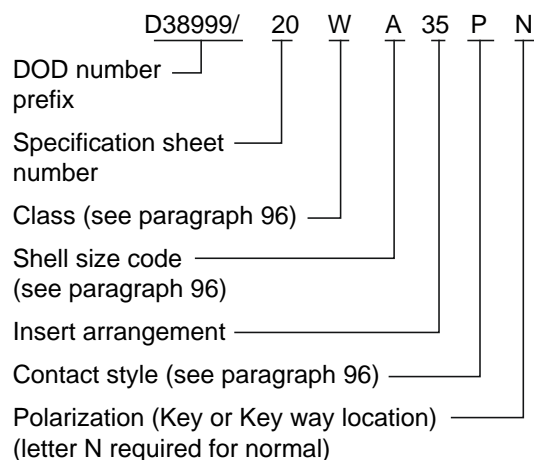 D38999/ 20 W A 35 P N
DOD number
prefix
Specification sheet
number
Class (see paragraph 96)
Shell size code
(see paragraph 96)
Insert arrangement
Contact style (see paragraph 96)
Polarization (Key or Key way location)
(letter N required for normal)